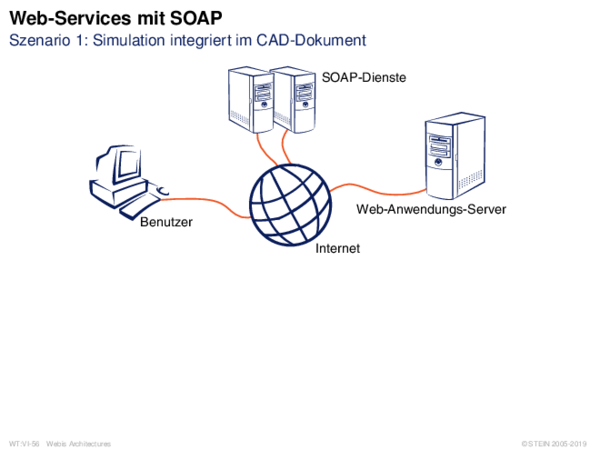 Web-Services mit SOAP
Szenario 1: Simulation integriert im CAD-Dokument
SOAP-Dienste
Web-Anwendungs-Server
Benutzer
Internet
WT:VI-56 Webis Architectures
© STEIN 2005-2019